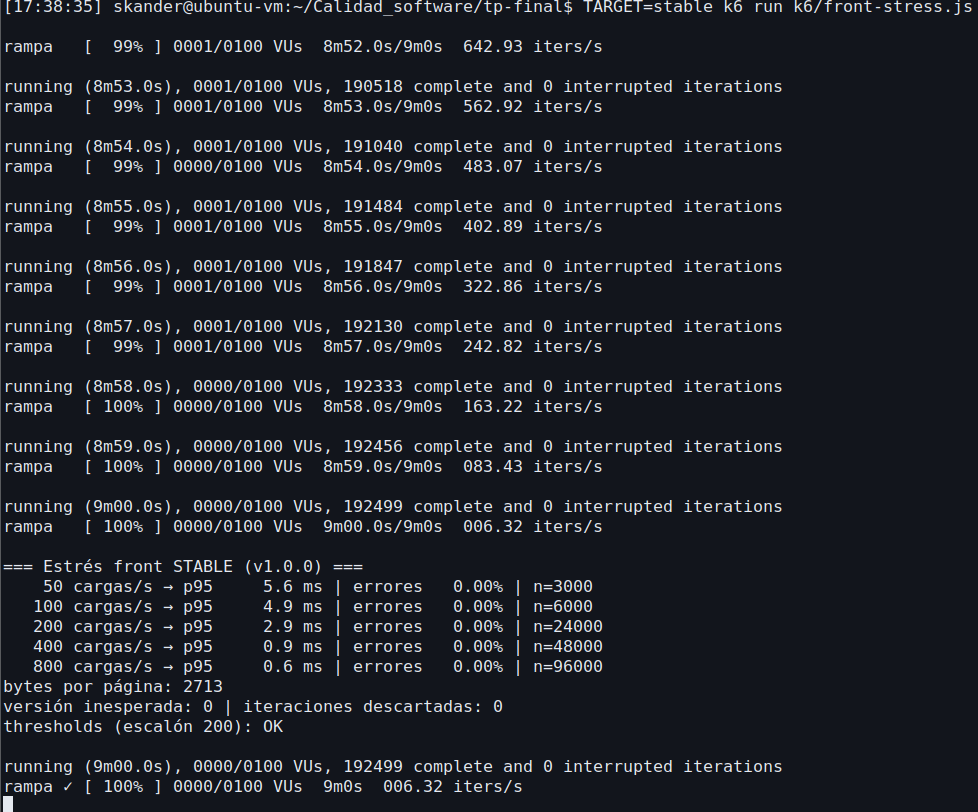 [17:38:35] skander@ubuntu-vm:~/Calidad_software/tp-final$ TARGET=stable k6 run k6/front-stress.js
rampa   [  99% ] 0001/0100 VUs  8m52.0s/9m0s  642.93 iters/s
running (8m53.0s), 0001/0100 VUs, 190518 complete and 0 interrupted iterations
rampa   [  99% ] 0001/0100 VUs  8m53.0s/9m0s  562.92 iters/s
running (8m54.0s), 0001/0100 VUs, 191040 complete and 0 interrupted iterations
rampa   [  99% ] 0000/0100 VUs  8m54.0s/9m0s  483.07 iters/s
running (8m55.0s), 0001/0100 VUs, 191484 complete and 0 interrupted iterations
rampa   [  99% ] 0001/0100 VUs  8m55.0s/9m0s  402.89 iters/s
running (8m56.0s), 0001/0100 VUs, 191847 complete and 0 interrupted iterations
rampa   [  99% ] 0001/0100 VUs  8m56.0s/9m0s  322.86 iters/s
running (8m57.0s), 0001/0100 VUs, 192130 complete and 0 interrupted iterations
rampa   [  99% ] 0001/0100 VUs  8m57.0s/9m0s  242.82 iters/s
running (8m58.0s), 0000/0100 VUs, 192333 complete and 0 interrupted iterations
rampa   [ 100% ] 0000/0100 VUs  8m58.0s/9m0s  163.22 iters/s
running (8m59.0s), 0000/0100 VUs, 192456 complete and 0 interrupted iterations
rampa   [ 100% ] 0000/0100 VUs  8m59.0s/9m0s  083.43 iters/s
running (9m00.0s), 0000/0100 VUs, 192499 complete and 0 interrupted iterations
rampa   [ 100% ] 0000/0100 VUs  9m00.0s/9m0s  006.32 iters/s
=== Estrés front STABLE (v1.0.0) ===
    50 cargas/s → p95     5.6 ms | errores   0.00% | n=3000
   100 cargas/s → p95     4.9 ms | errores   0.00% | n=6000
   200 cargas/s → p95     2.9 ms | errores   0.00% | n=24000
   400 cargas/s → p95     0.9 ms | errores   0.00% | n=48000
   800 cargas/s → p95     0.6 ms | errores   0.00% | n=96000
bytes por página: 2713
versión inesperada: 0 | iteraciones descartadas: 0
thresholds (escalón 200): OK
running (9m00.0s), 0000/0100 VUs, 192499 complete and 0 interrupted iterations
rampa ✓ [ 100% ] 0000/0100 VUs  9m0s  006.32 iters/s